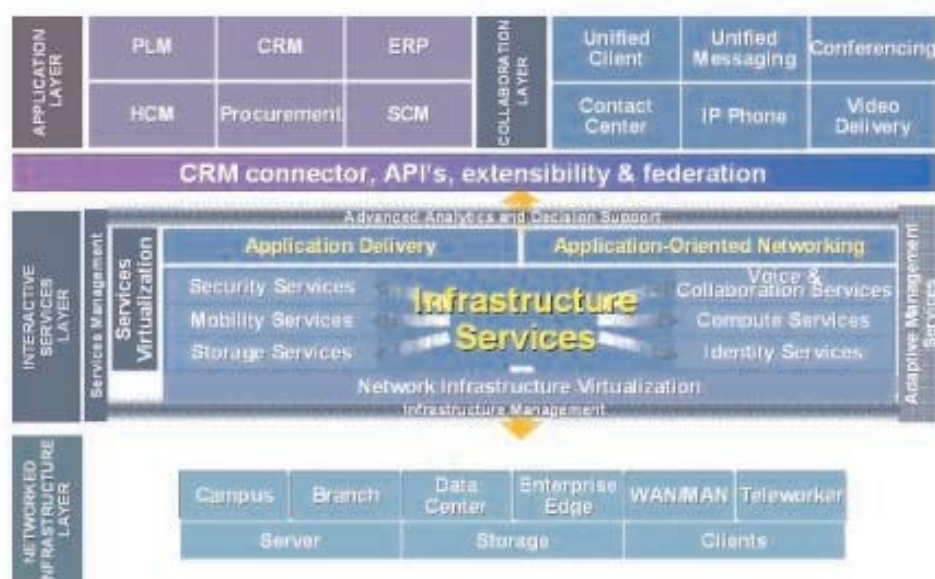 APPLICATION
LAYER
PLM
CRM
ERP
HCM
Procurement
SCM
COLLABORATION
LAYER
Unified
Client
Unified
Messaging
Conferencing
Contact
Center
IP Phone
Video
Delivery
CRM connector, API's, extensibility & federation
INTERACTIVE
SERVICES
LAYER
Services Management
Advanced Analytics and Decision Support
Services
Virtualization
Application Delivery
Application-Oriented Networking
Security Services
Mobility Services
Storage Services
Infrastructure
Services
Voice &
Collaboration Services
Compute Services
Identity Services
Network Infrastructure Virtualization
Infrastructure Management
Adaptive Management
Services
NETWORKED
INFRASTRUCTURE
LAYER
Campus
Branch
Data
Center
Enterprise
Edge
WAN/MAN
Teleworker
Server
Storage
Clients